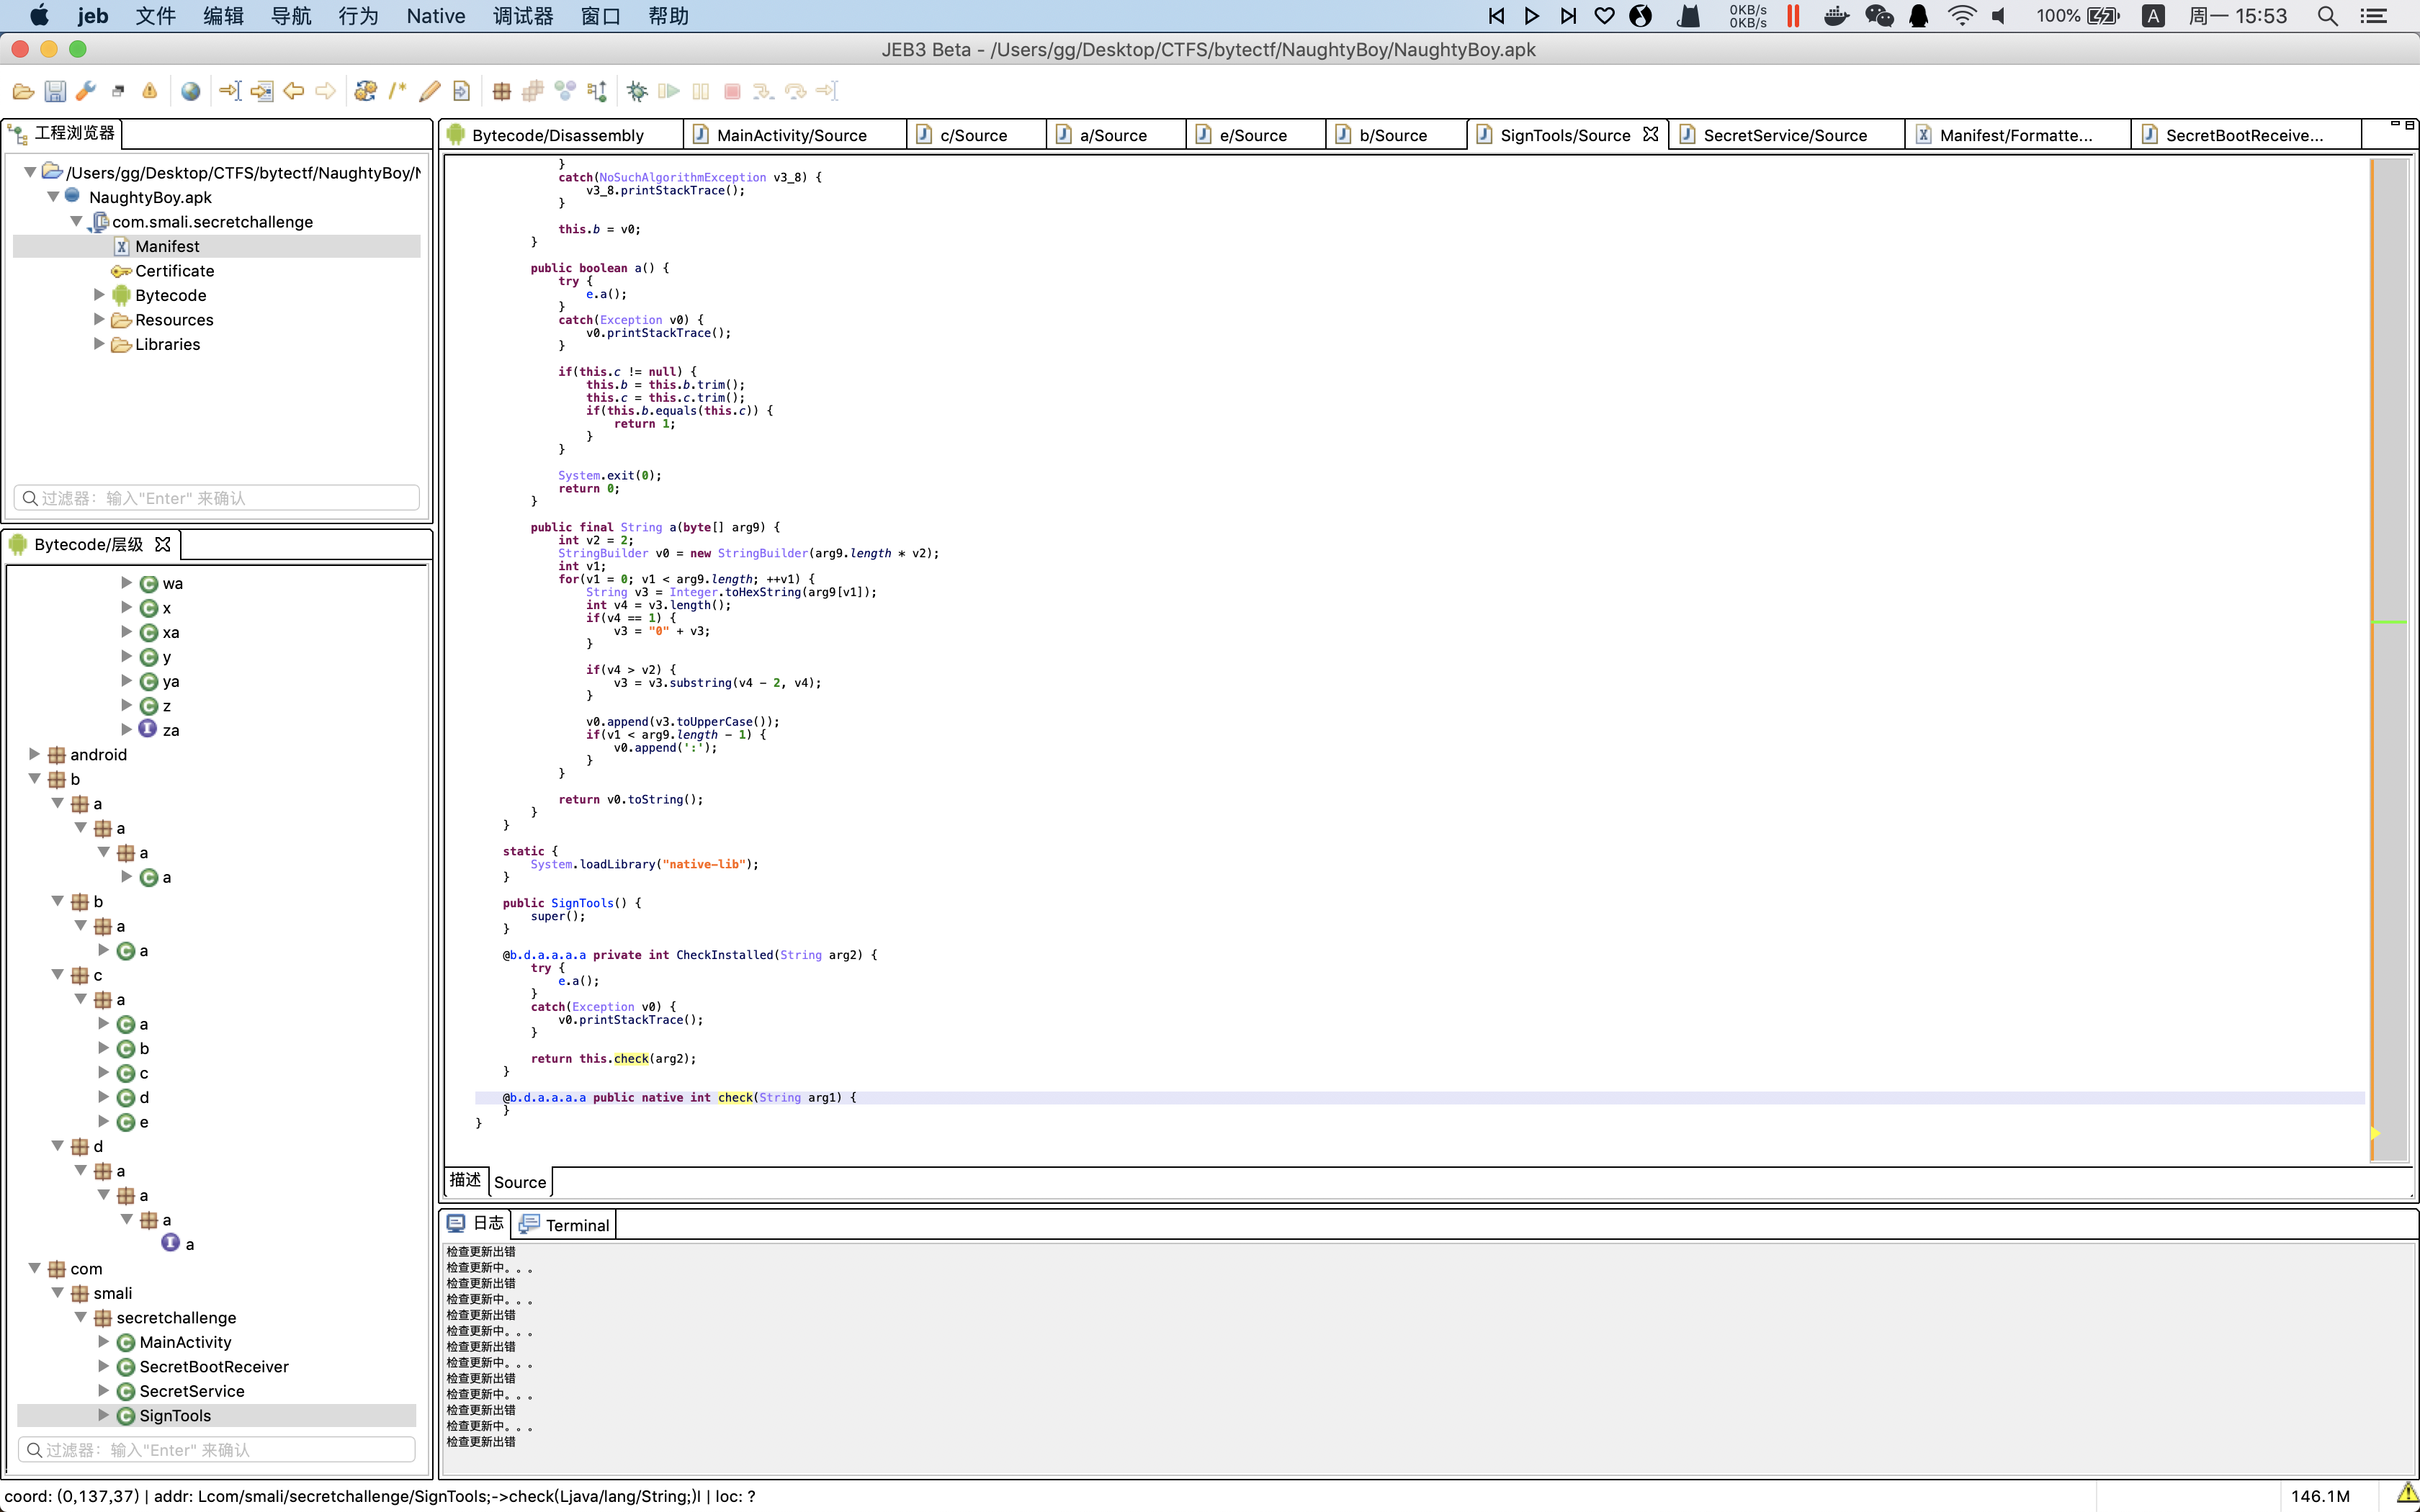 jeb 文件 编辑 导航 行为 Native 调试器 窗口 帮助 0KB/s 0KB/s 100% A 周一 15:53
JEB3 Beta - /Users/gg/Desktop/CTFS/bytectf/NaughtyBoy/NaughtyBoy.apk
工程浏览器
/Users/gg/Desktop/CTFS/bytectf/NaughtyBoy/N
NaughtyBoy.apk
com.smali.secretchallenge
Manifest
Certificate
Bytecode
Resources
Libraries
过滤器：输入"Enter" 来确认
Bytecode/层级
wa
x
xa
y
ya
z
za
android
b
a
a
a
a
b
a
a
c
a
a
b
c
d
e
d
a
a
a
a
com
smali
secretchallenge
MainActivity
SecretBootReceiver
SecretService
SignTools
过滤器：输入"Enter" 来确认
Bytecode/Disassembly MainActivity/Source c/Source a/Source e/Source b/Source SignTools/Source SecretService/Source Manifest/Formatte... SecretBootReceive...
}
catch(NoSuchAlgorithmException v3_8) {
v3_8.printStackTrace();
}
this.b = v0;
}
public boolean a() {
try {
e.a();
}
catch(Exception v0) {
v0.printStackTrace();
}
if(this.c != null) {
this.b = this.b.trim();
this.c = this.c.trim();
if(this.b.equals(this.c)) {
return 1;
}
}
System.exit(0);
return 0;
}
public final String a(byte[] arg9) {
int v2 = 2;
StringBuilder v0 = new StringBuilder(arg9.length * v2);
int v1;
for(v1 = 0; v1 < arg9.length; ++v1) {
String v3 = Integer.toHexString(arg9[v1]);
int v4 = v3.length();
if(v4 == 1) {
v3 = "0" + v3;
}
if(v4 > v2) {
v3 = v3.substring(v4 - 2, v4);
}
v0.append(v3.toUpperCase());
if(v1 < arg9.length - 1) {
v0.append(':');
}
}
return v0.toString();
}
}
static {
System.loadLibrary("native-lib");
}
public SignTools() {
super();
}
@b.d.a.a.a.a private int CheckInstalled(String arg2) {
try {
e.a();
}
catch(Exception v0) {
v0.printStackTrace();
}
return this.check(arg2);
}
@b.d.a.a.a.a public native int check(String arg1) {
}
}
描述 Source
日志 Terminal
检查更新出错
检查更新中。。。
检查更新出错
检查更新中。。。
检查更新出错
检查更新中。。。
检查更新出错
检查更新中。。。
检查更新出错
检查更新中。。。
检查更新出错
检查更新中。。。
检查更新出错
coord: (0,137,37) | addr: Lcom/smali/secretchallenge/SignTools;->check(Ljava/lang/String;)I | loc: ? 146.1M